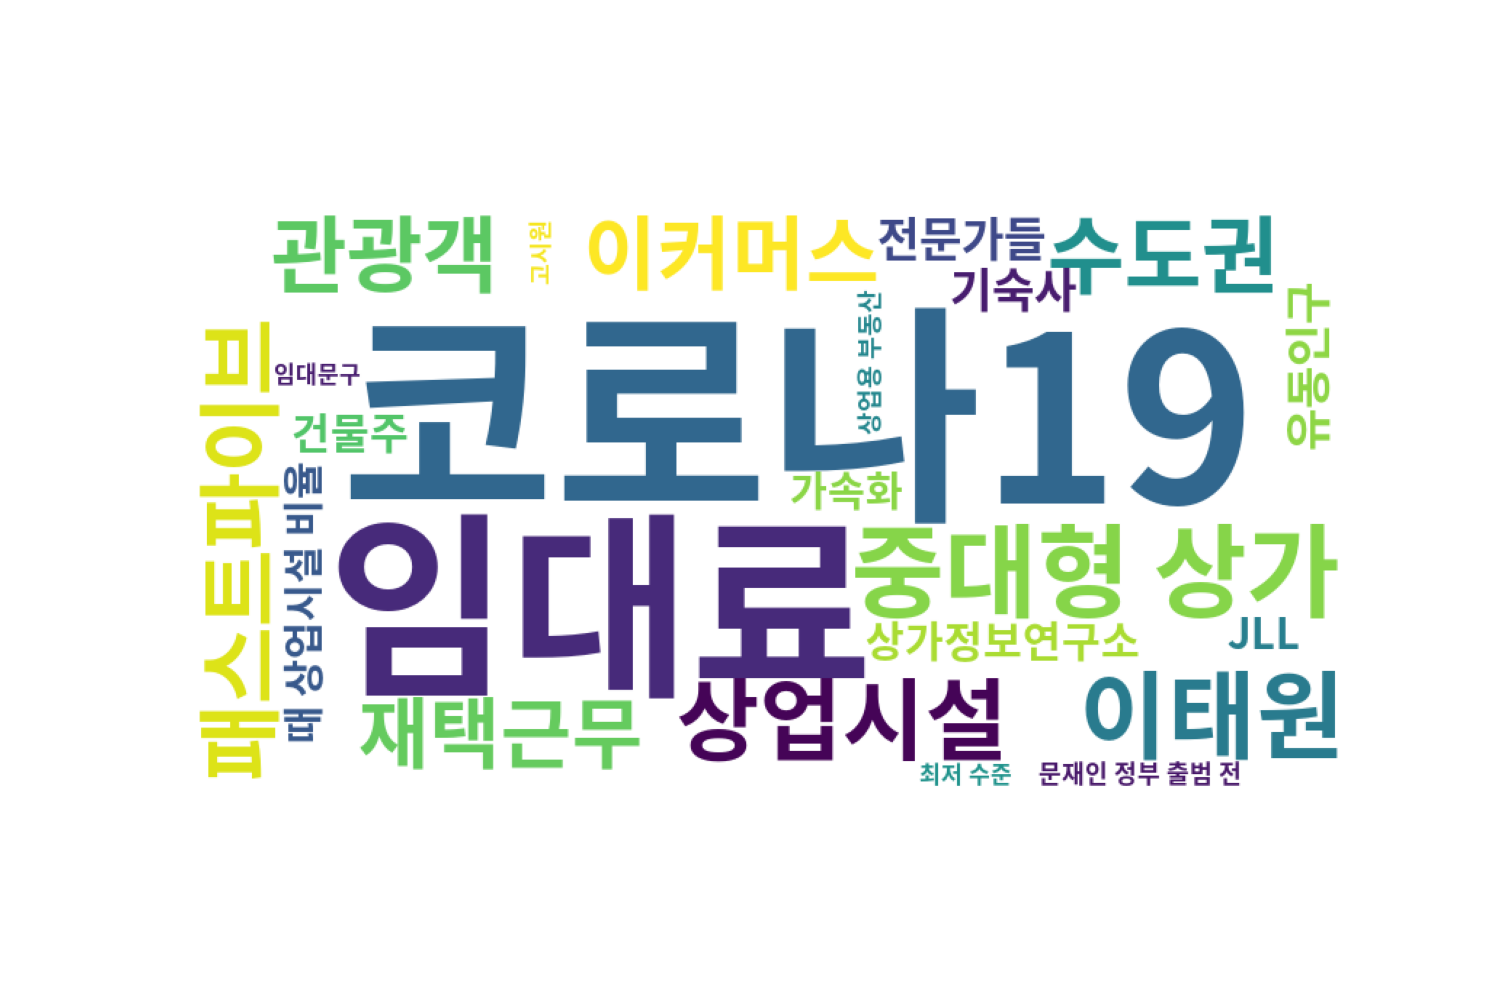 관광객
고시원
이커머스
전문가들
수도권
기숙사
유동인구
상업용 부동산
코로나19
패스트파이브
임대문구
건물주
가속화
때 상업시설 비율
임대료
중대형 상가
상가정보연구소
JLL
재택근무
상업시설
이태원
최저 수준
문재인 정부 출범 전